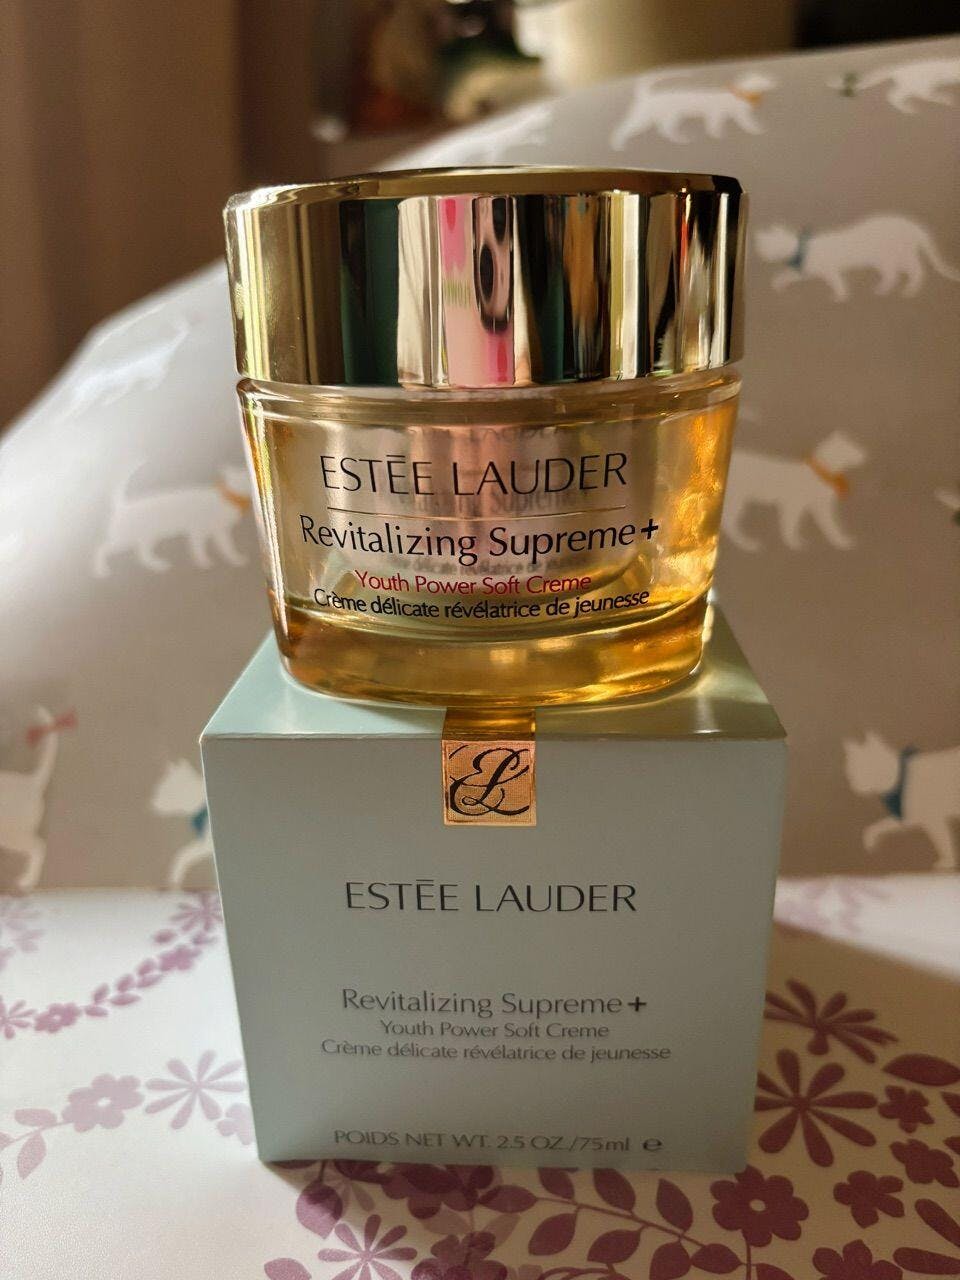 ESTĒE LAUDER
Revitalizing Supreme+
Youth Power Soft Creme
Crème délicate révélatrice de jeunesse
EL
ESTĒE LAUDER
Revitalizing Supreme+
Youth Power Soft Creme
Crème délicate révélatrice de jeunesse
POIDS NET WT. 2.5 OZ./75ml ℮